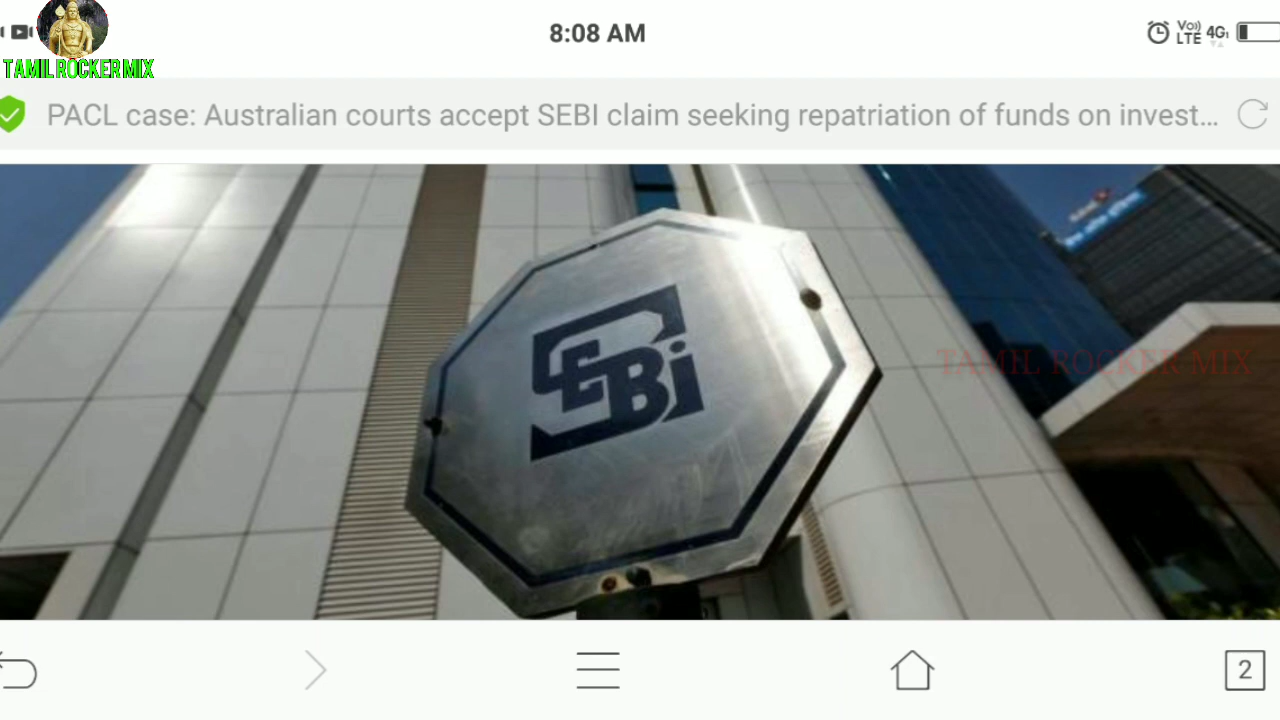 8:08 AM
Vo)) LTE 4G
TAMIL ROCKER MIX
PACL case: Australian courts accept SEBI claim seeking repatriation of funds on invest...
SEBi
TAMIL ROCKER MIX
2